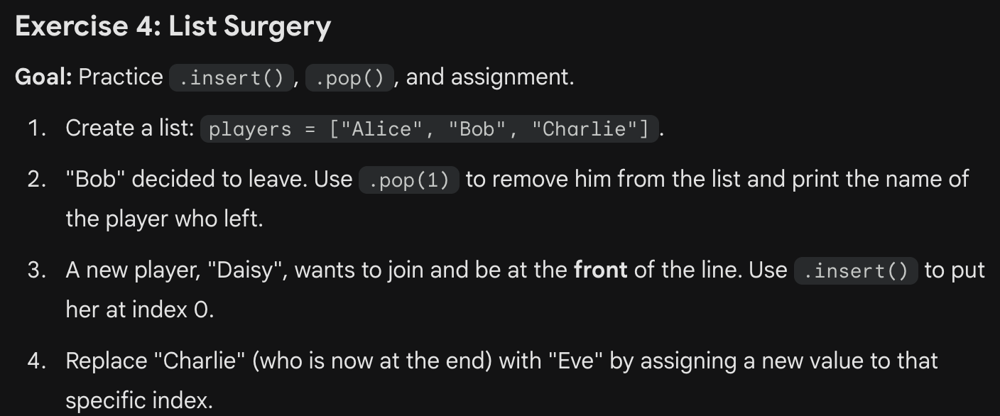 Exercise 4: List Surgery
Goal: Practice .insert(), .pop(), and assignment.
1. Create a list: players = ["Alice", "Bob", "Charlie"].
2. "Bob" decided to leave. Use .pop(1) to remove him from the list and print the name of
the player who left.
3. A new player, "Daisy", wants to join and be at the front of the line. Use .insert() to put
her at index 0.
4. Replace "Charlie" (who is now at the end) with "Eve" by assigning a new value to that
specific index.